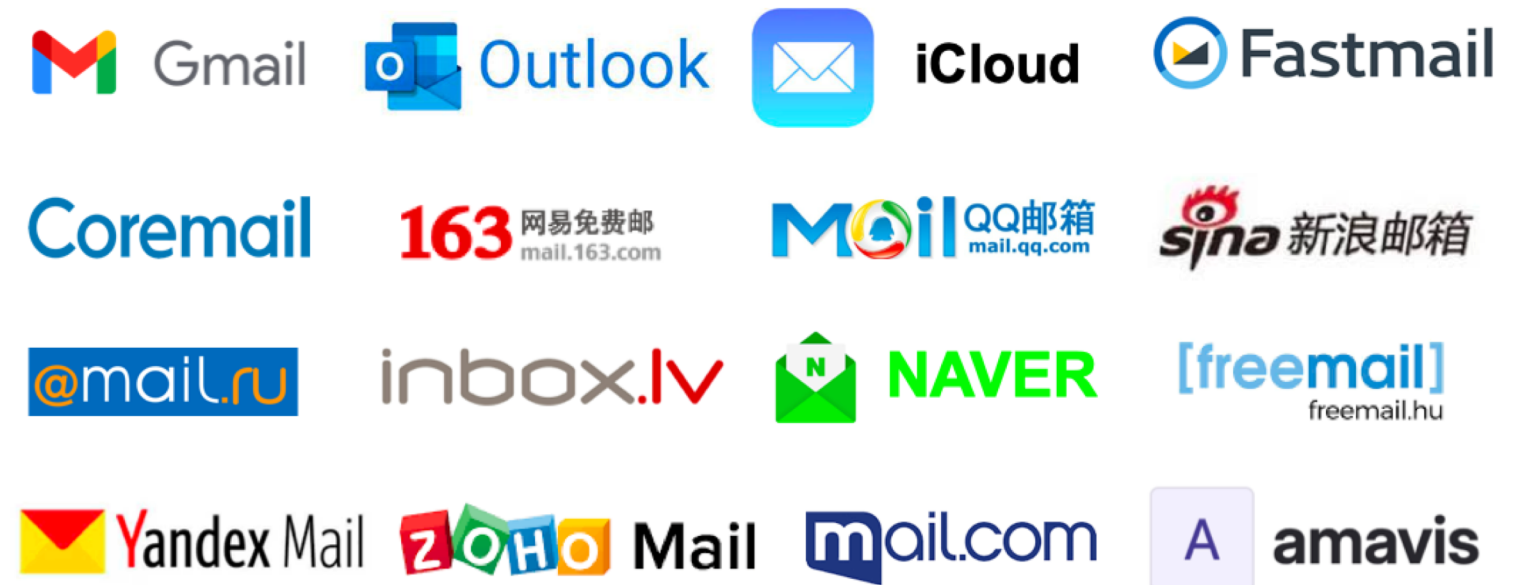 M Gmail
O Outlook
iCloud
Fastmail
Coremail
163 网易免费邮
mail.163.com
Mail QQ邮箱
mail.qq.com
sina 新浪邮箱
@mail.ru
inbox.lv
N NAVER
[freemail]
freemail.hu
Yandex Mail
ZOHO Mail
mail.com
A amavis